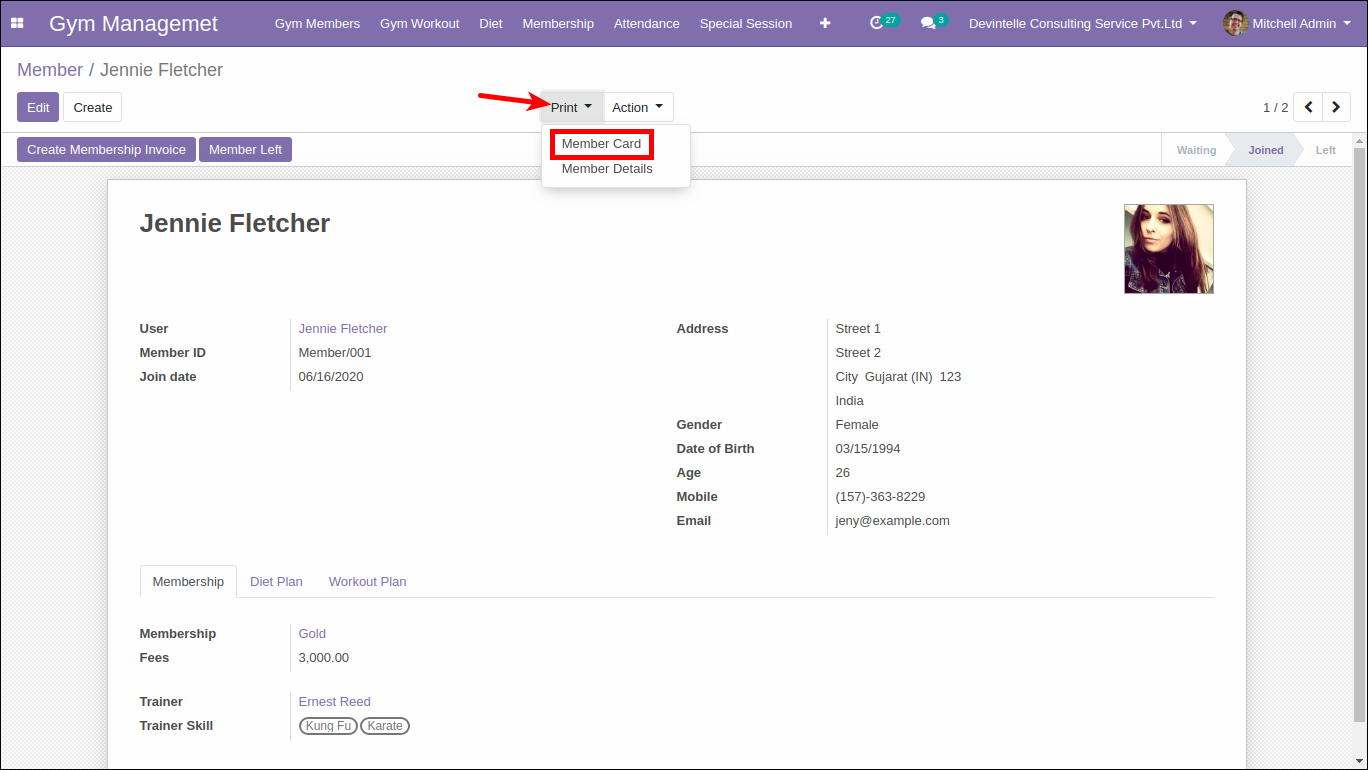 Gym Managemet Gym Members Gym Workout Diet Membership Attendance Special Session 27 3 Devintelle Consulting Service Pvt.Ltd Mitchell Admin
Member / Jennie Fletcher
Edit Create Print Action 1 / 2
Create Membership Invoice Member Left Member Card Waiting Joined Left
Member Details
Jennie Fletcher
User Jennie Fletcher Address Street 1
Member ID Member/001 Street 2
Join date 06/16/2020 City Gujarat (IN) 123
India
Gender Female
Date of Birth 03/15/1994
Age 26
Mobile (157)-363-8229
Email jeny@example.com
Membership Diet Plan Workout Plan
Membership Gold
Fees 3,000.00
Trainer Ernest Reed
Trainer Skill Kung Fu Karate